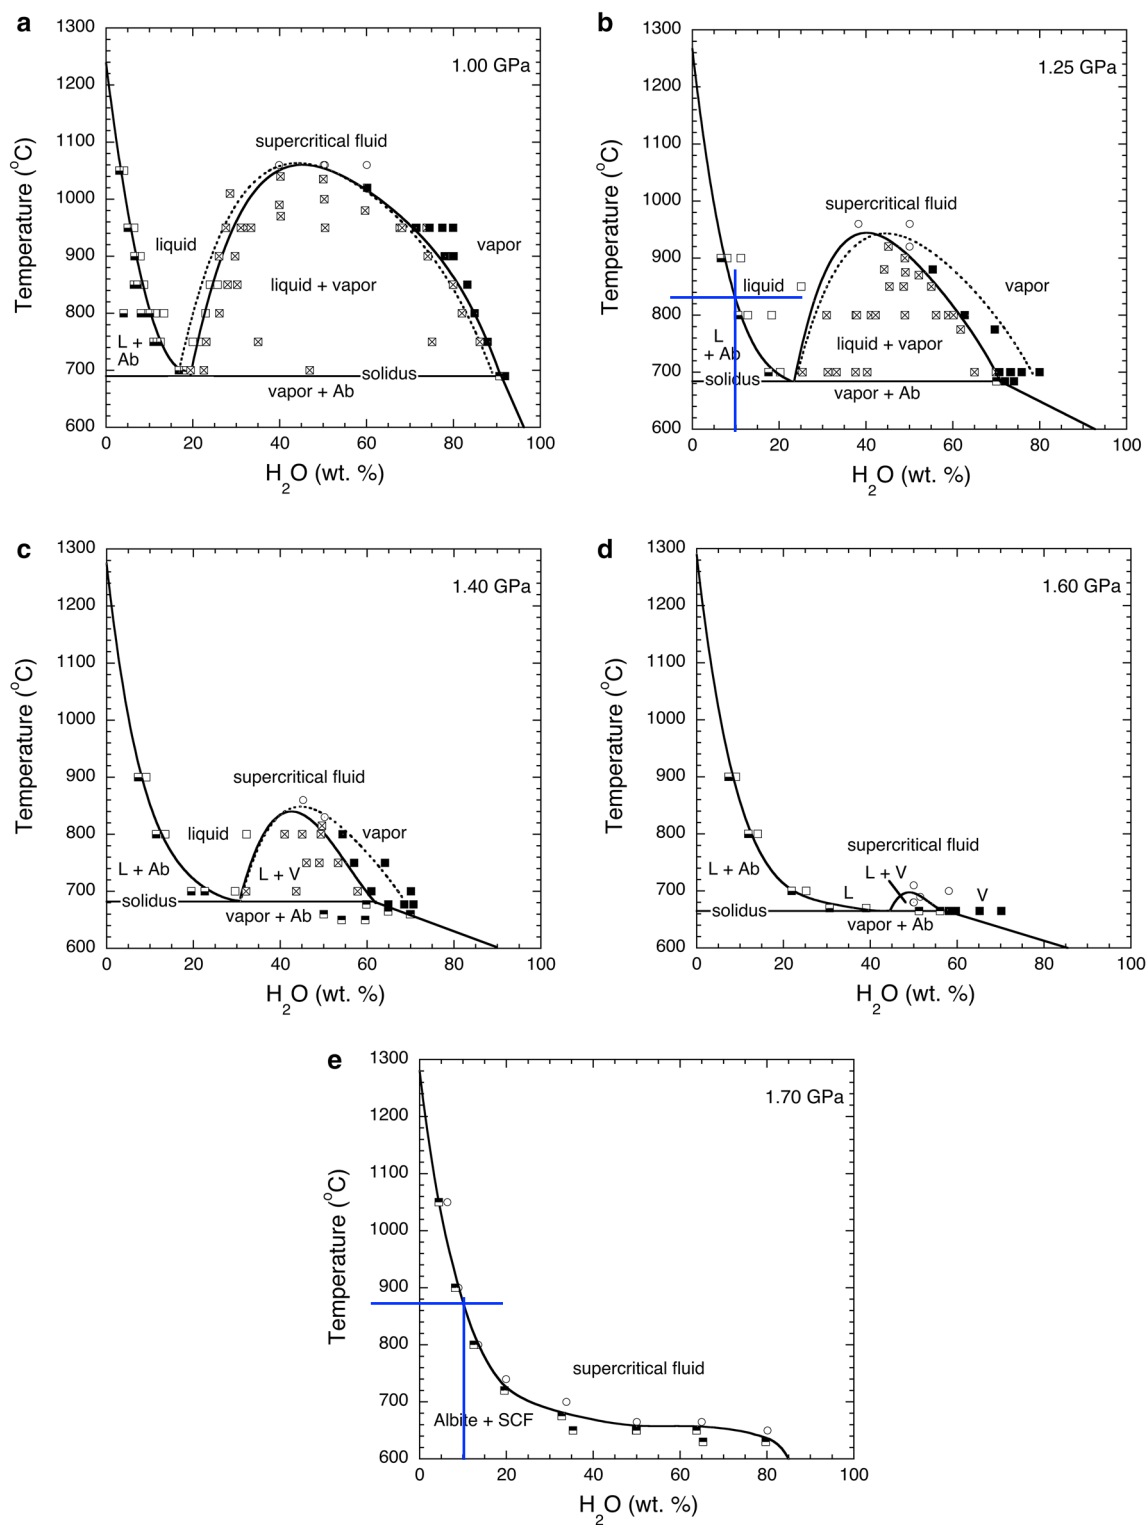 a
1.00 GPa
1300
1200
1100
1000
900
800
700
600
Temperature (°C)
supercritical fluid
liquid
vapor
liquid + vapor
L +
Ab
solidus
vapor + Ab
0 20 40 60 80 100
H2O (wt. %)
b
1.25 GPa
1300
1200
1100
1000
900
800
700
600
Temperature (°C)
supercritical fluid
liquid
vapor
L
+ Ab
liquid + vapor
solidus
vapor + Ab
0 20 40 60 80 100
H2O (wt. %)
c
1.40 GPa
1300
1200
1100
1000
900
800
700
600
Temperature (°C)
supercritical fluid
liquid
vapor
L + Ab
L + V
solidus
vapor + Ab
0 20 40 60 80 100
H2O (wt. %)
d
1.60 GPa
1300
1200
1100
1000
900
800
700
600
Temperature (°C)
supercritical fluid
L + Ab
L + V
L
V
solidus
vapor + Ab
0 20 40 60 80 100
H2O (wt. %)
e
1.70 GPa
1300
1200
1100
1000
900
800
700
600
Temperature (°C)
supercritical fluid
Albite + SCF
0 20 40 60 80 100
H2O (wt. %)